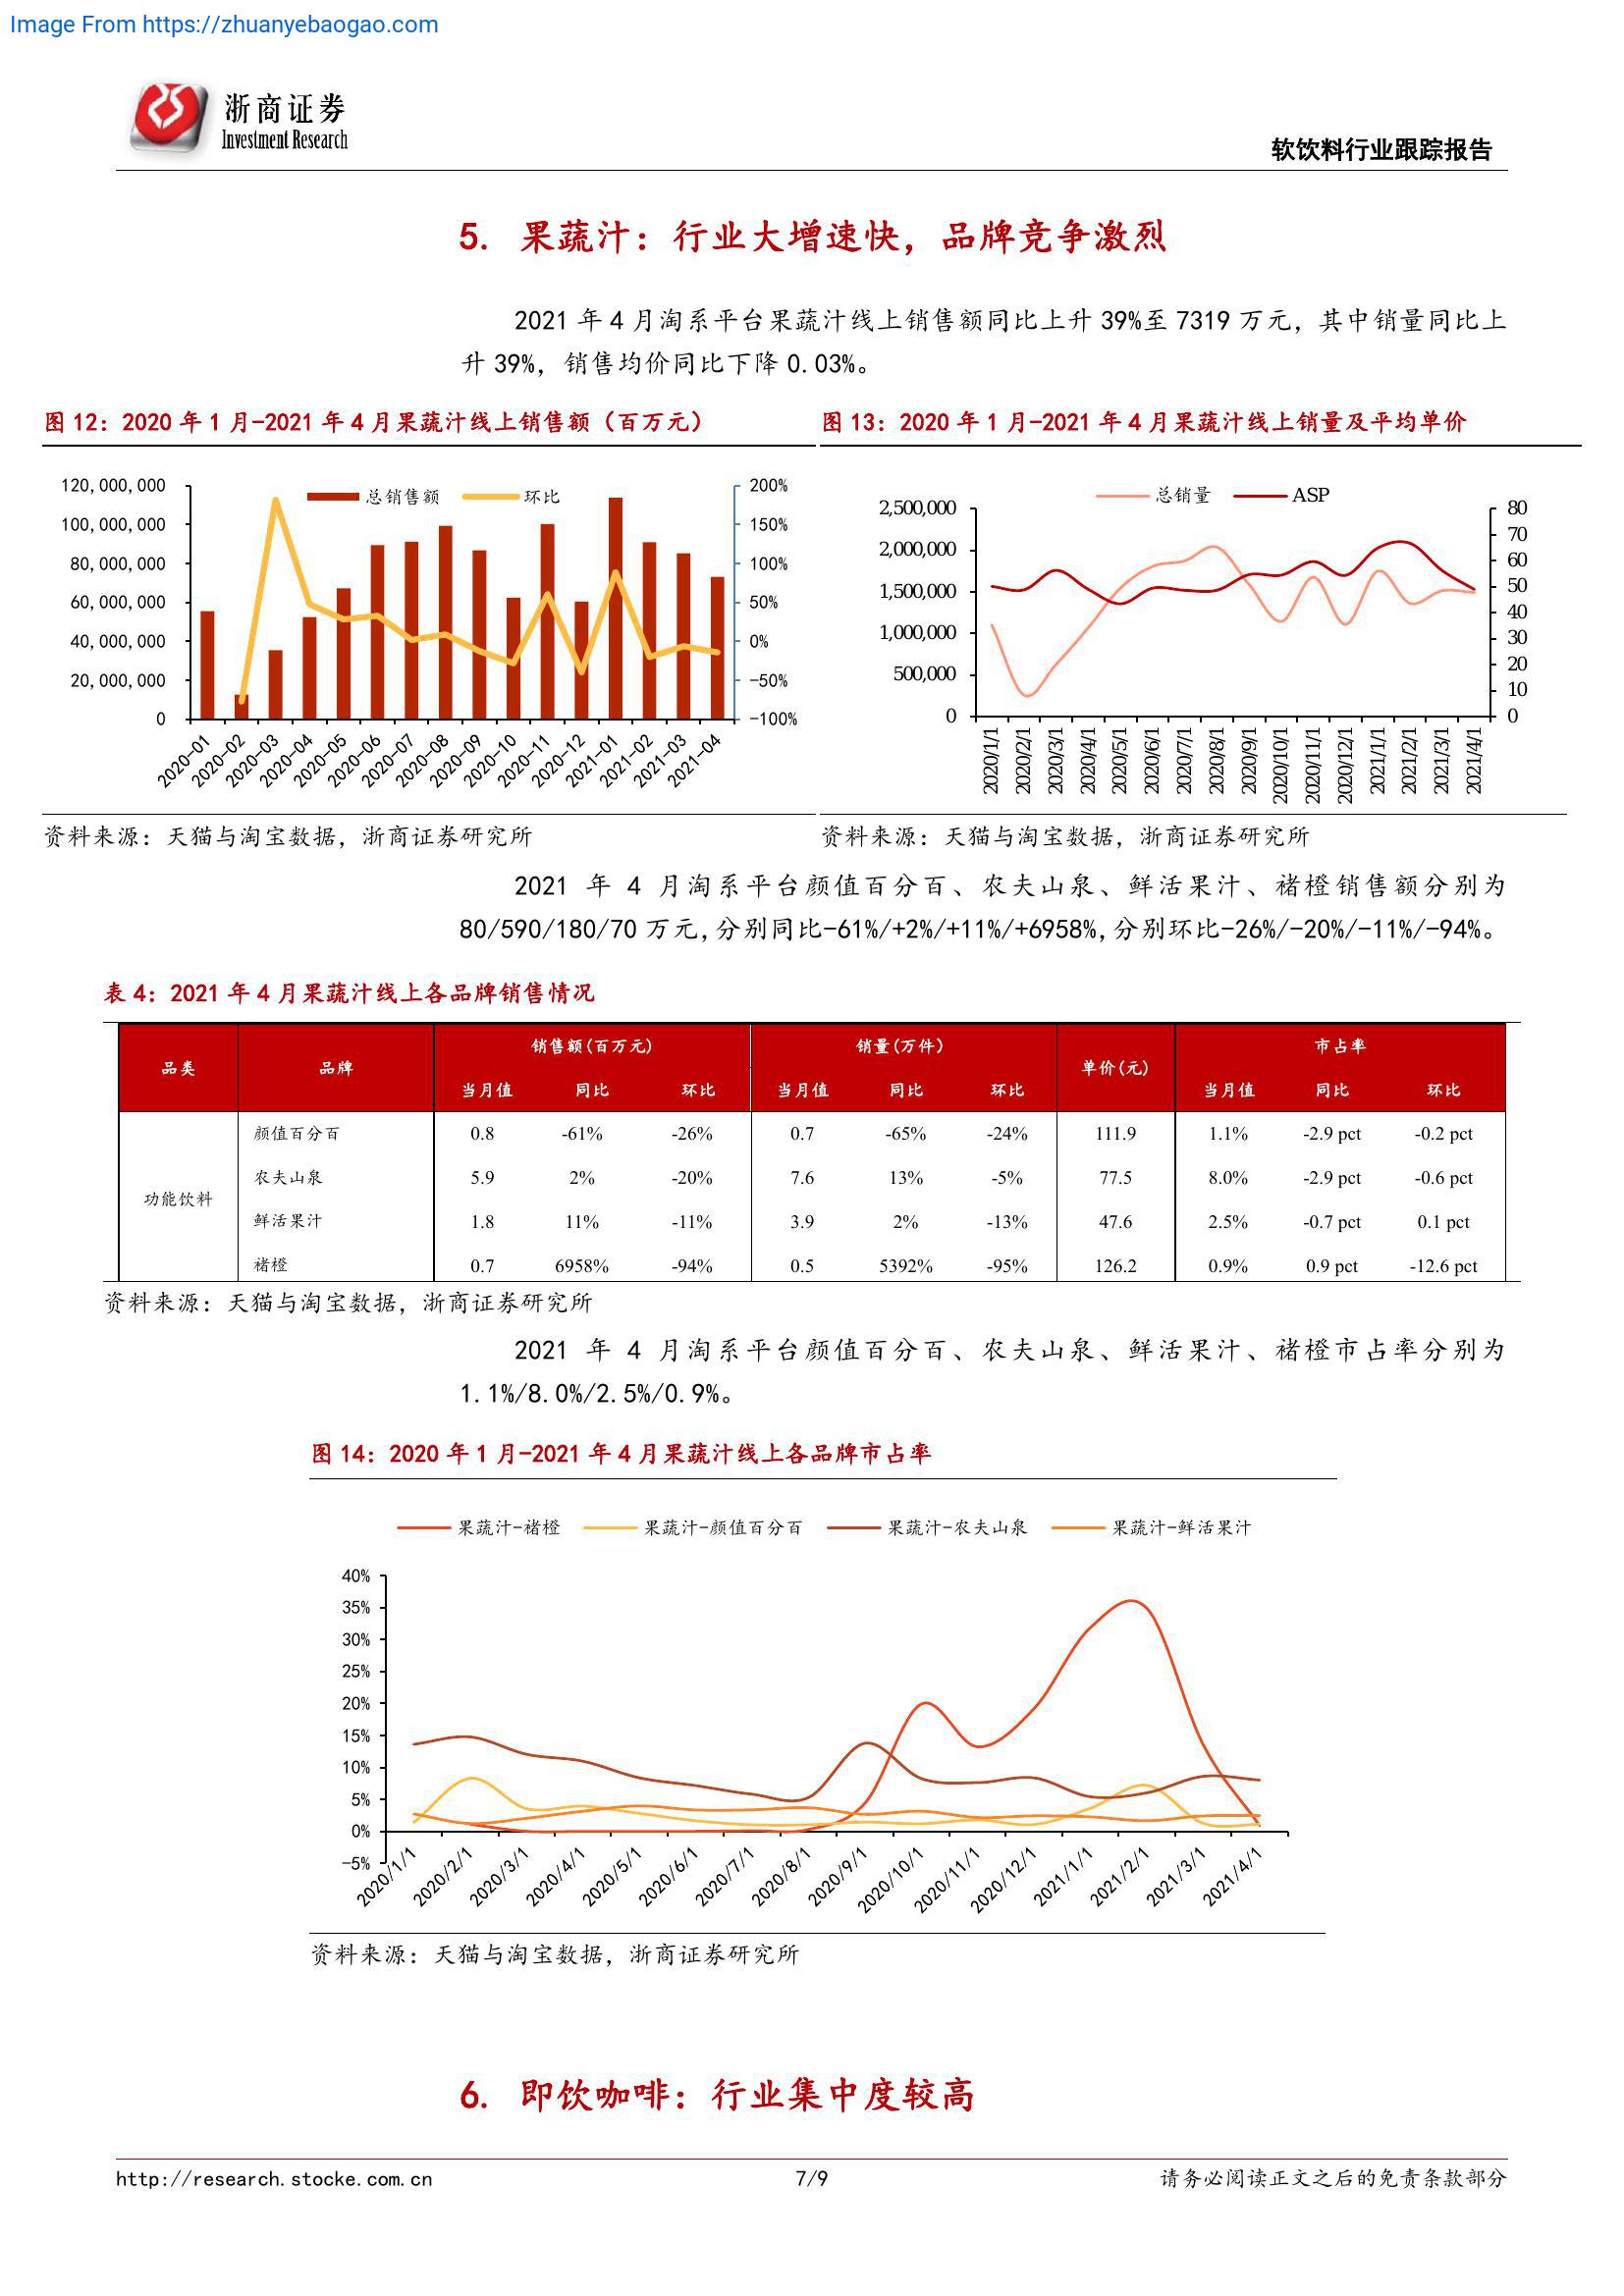 Image From https://zhuanyebaogao.com
浙商证券
Investment Research
软饮料行业跟踪报告
5. 果蔬汁：行业大增速快，品牌竞争激烈
2021 年 4 月淘系平台果蔬汁线上销售额同比上升 39%至 7319 万元，其中销量同比上
升 39%，销售均价同比下降 0.03%。
图 12：2020 年 1 月-2021 年 4 月果蔬汁线上销售额（百万元）
总销售额 环比
120,000,000
100,000,000
80,000,000
60,000,000
40,000,000
20,000,000
0
200%
150%
100%
50%
0%
-50%
-100%
2020-01 2020-02 2020-03 2020-04 2020-05 2020-06 2020-07 2020-08 2020-09 2020-10 2020-11 2020-12 2021-01 2021-02 2021-03 2021-04
资料来源：天猫与淘宝数据，浙商证券研究所
图 13：2020 年 1 月-2021 年 4 月果蔬汁线上销量及平均单价
总销量 ASP
2,500,000
2,000,000
1,500,000
1,000,000
500,000
0
80
70
60
50
40
30
20
10
0
2020/1/1 2020/2/1 2020/3/1 2020/4/1 2020/5/1 2020/6/1 2020/7/1 2020/8/1 2020/9/1 2020/10/1 2020/11/1 2020/12/1 2021/1/1 2021/2/1 2021/3/1 2021/4/1
资料来源：天猫与淘宝数据，浙商证券研究所
2021 年 4 月淘系平台颜值百分百、农夫山泉、鲜活果汁、褚橙销售额分别为
80/590/180/70 万元,分别同比-61%/+2%/+11%/+6958%,分别环比-26%/-20%/-11%/-94%。
表 4：2021 年 4 月果蔬汁线上各品牌销售情况
品类 品牌 销售额(百万元) 销量(万件) 单价(元) 市占率
当月值 同比 环比 当月值 同比 环比 当月值 同比 环比
功能饮料
颜值百分百 0.8 -61% -26% 0.7 -65% -24% 111.9 1.1% -2.9 pct -0.2 pct
农夫山泉 5.9 2% -20% 7.6 13% -5% 77.5 8.0% -2.9 pct -0.6 pct
鲜活果汁 1.8 11% -11% 3.9 2% -13% 47.6 2.5% -0.7 pct 0.1 pct
褚橙 0.7 6958% -94% 0.5 5392% -95% 126.2 0.9% 0.9 pct -12.6 pct
资料来源：天猫与淘宝数据，浙商证券研究所
2021 年 4 月淘系平台颜值百分百、农夫山泉、鲜活果汁、褚橙市占率分别为
1.1%/8.0%/2.5%/0.9%。
图 14：2020 年 1 月-2021 年 4 月果蔬汁线上各品牌市占率
果蔬汁-褚橙 果蔬汁-颜值百分百 果蔬汁-农夫山泉 果蔬汁-鲜活果汁
40%
35%
30%
25%
20%
15%
10%
5%
0%
-5%
2020/1/1 2020/2/1 2020/3/1 2020/4/1 2020/5/1 2020/6/1 2020/7/1 2020/8/1 2020/9/1 2020/10/1 2020/11/1 2020/12/1 2021/1/1 2021/2/1 2021/3/1 2021/4/1
资料来源：天猫与淘宝数据，浙商证券研究所
6. 即饮咖啡：行业集中度较高
http://research.stocke.com.cn 7/9 请务必阅读正文之后的免责条款部分